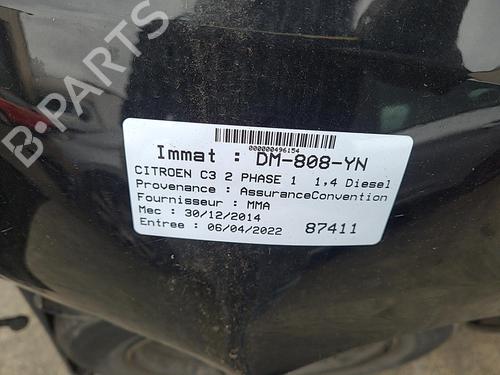 B-PARTS
000000496154
Immat : DM-808-YN
CITROEN C3 2 PHASE 1 1,4 Diesel
Provenance : AssuranceConvention
Fournisseur : MMA
Mec : 30/12/2014
Entree : 06/04/2022 87411